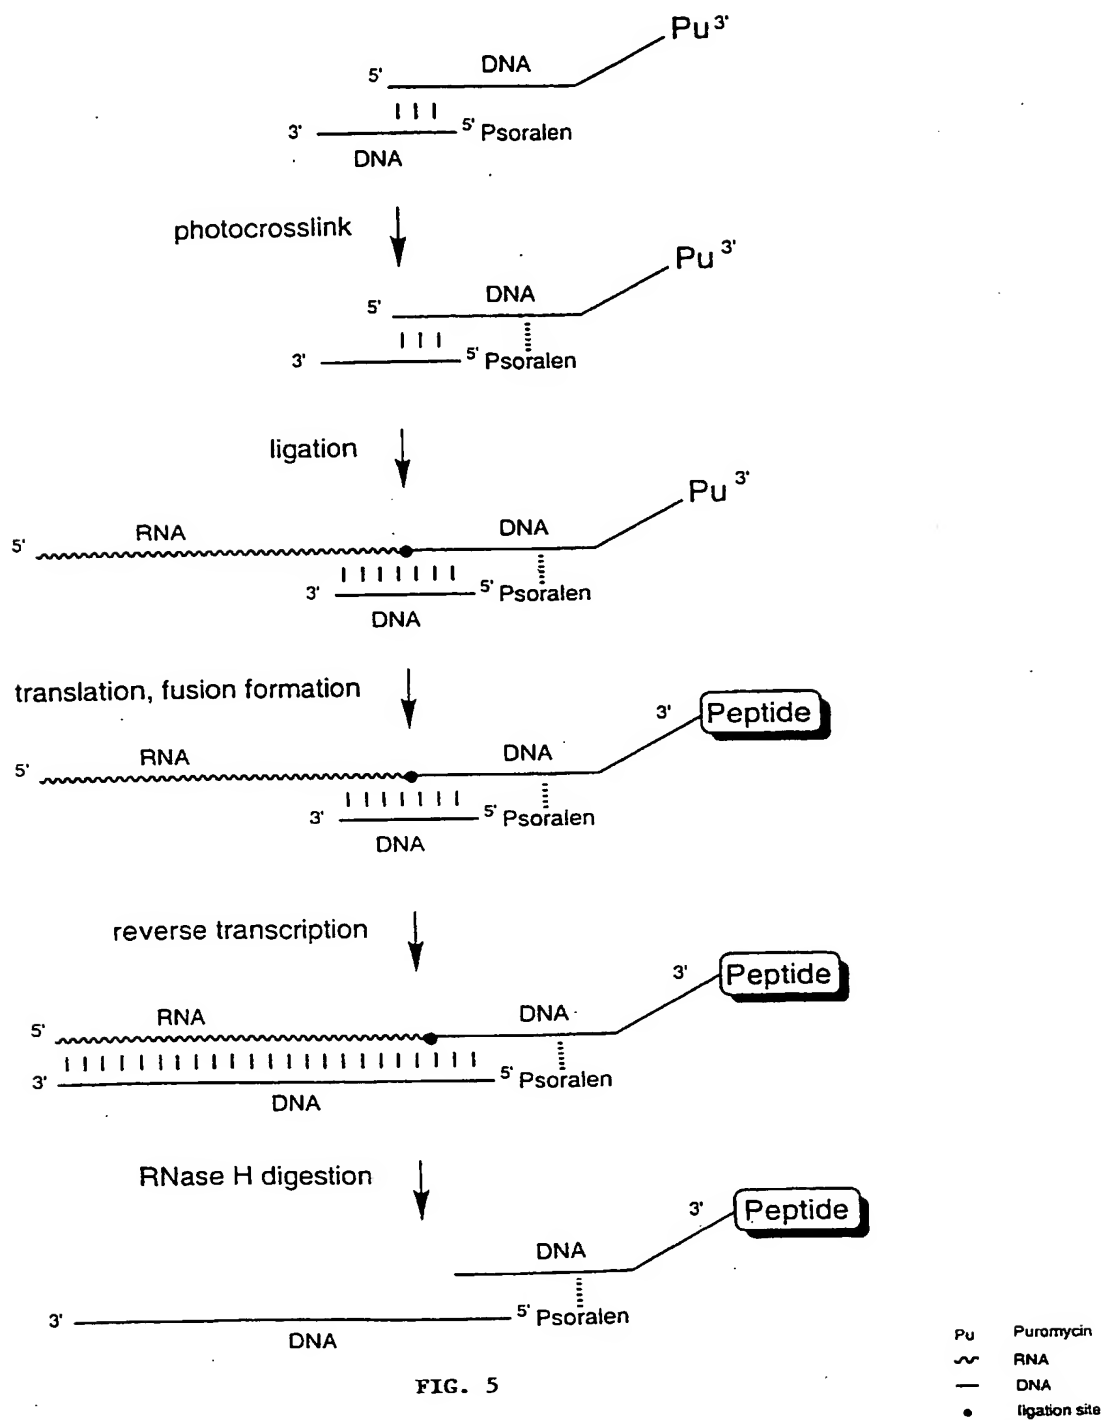 Pu 3'
DNA
5'
3'
5' Psoralen
DNA
photocrosslink
Pu 3'
DNA
5'
3'
5' Psoralen
ligation
Pu 3'
RNA
DNA
5'
3'
5' Psoralen
DNA
translation, fusion formation
3' Peptide
RNA
DNA
5'
3'
5' Psoralen
DNA
reverse transcription
3' Peptide
RNA
DNA
5'
3'
5' Psoralen
DNA
RNase H digestion
3' Peptide
DNA
3'
5' Psoralen
DNA
FIG. 5
Pu Puromycin
RNA
DNA
ligation site